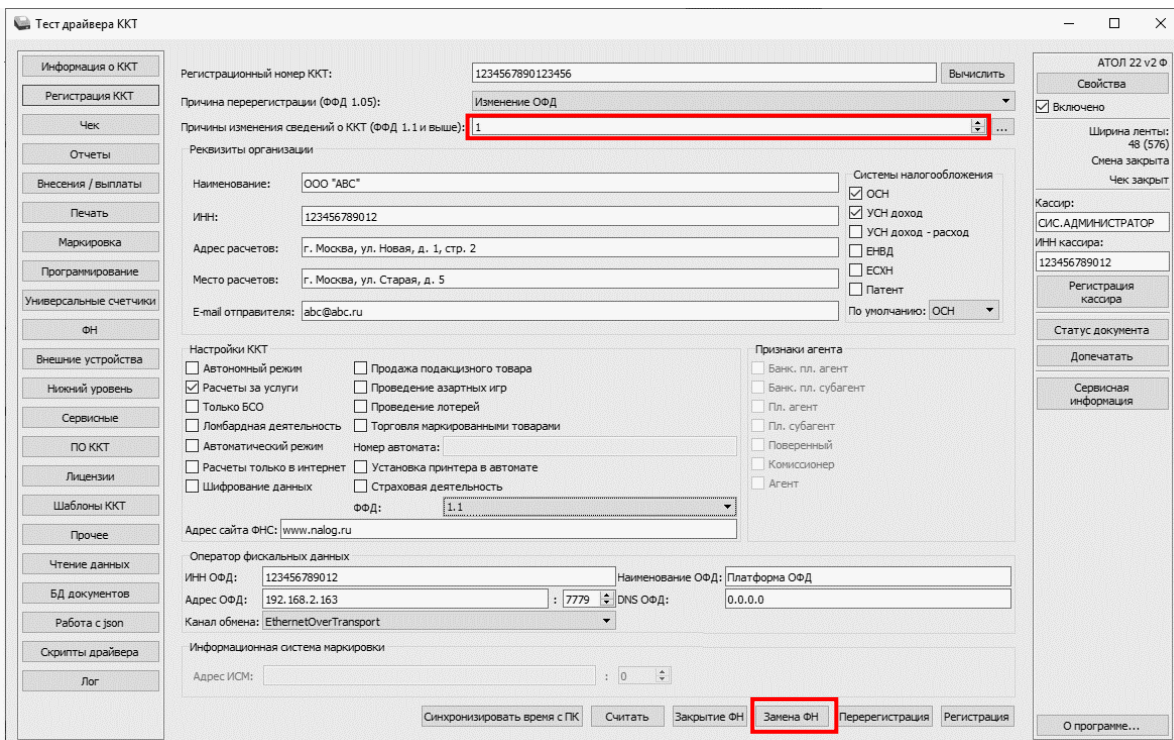 Тест драйвера ККТ
Информация о ККТ
Регистрация ККТ
Чек
Отчеты
Внесения / выплаты
Печать
Маркировка
Программирование
Универсальные счетчики
ФН
Внешние устройства
Нижний уровень
Сервисные
ПО ККТ
Лицензии
Шаблоны ККТ
Прочее
Чтение данных
БД документов
Работа с json
Скрипты драйвера
Лог
Регистрационный номер ККТ: 1234567890123456 Вычислить
Причина перерегистрации (ФФД 1.05): Изменение ОФД
Причины изменения сведений о ККТ (ФФД 1.1 и выше): 1 ...
Реквизиты организации
Наименование: ООО "АВС"
ИНН: 123456789012
Адрес расчетов: г. Москва, ул. Новая, д. 1, стр. 2
Место расчетов: г. Москва, ул. Старая, д. 5
E-mail отправителя: abc@abc.ru
Системы налогообложения
ОСН
УСН доход
УСН доход - расход
ЕНВД
ЕСХН
Патент
По умолчанию: ОСН
Настройки ККТ
Автономный режим Продажа подакцизного товара
Расчеты за услуги Проведение азартных игр
Только БСО Проведение лотерей
Ломбардная деятельность Торговля маркированными товарами
Автоматический режим Номер автомата:
Расчеты только в интернет Установка принтера в автомате
Шифрование данных Страховая деятельность
ФФД: 1.1
Адрес сайта ФНС: www.nalog.ru
Признаки агента
Банк. пл. агент
Банк. пл. субагент
Пл. агент
Пл. субагент
Поверенный
Комиссионер
Агент
Оператор фискальных данных
ИНН ОФД: 123456789012 Наименование ОФД: Платформа ОФД
Адрес ОФД: 192.168.2.163 : 7779 DNS ОФД: 0.0.0.0
Канал обмена: EthernetOverTransport
Информационная система маркировки
Адрес ИСМ: : 0
Синхронизировать время с ПК Считать Закрытие ФН Замена ФН Перерегистрация Регистрация
АТОЛ 22 v2 Ф
Свойства
Включено
Ширина ленты:
48 (576)
Смена закрыта
Чек закрыт
Кассир:
СИС.АДМИНИСТРАТОР
ИНН кассира:
123456789012
Регистрация
кассира
Статус документа
Допечатать
Сервисная
информация
О программе...